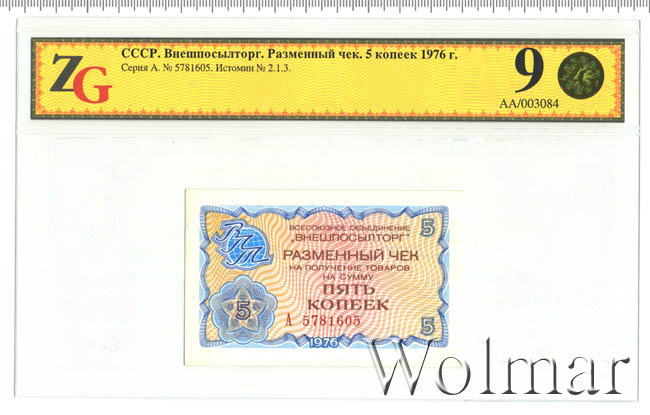 ZG
СССР. Внешпосылторг. Разменный чек. 5 копеек 1976 г.
Серия А. № 5781605. Истомин № 2.1.3.
9
АА/003084
ВПТ
ВСЕСОЮЗНОЕ ОБЪЕДИНЕНИЕ
„ВНЕШПОСЫЛТОРГ"
5
РАЗМЕННЫЙ ЧЕК
НА ПОЛУЧЕНИЕ ТОВАРОВ
НА СУММУ
ПЯТЬ
КОПЕЕК
5
А 5781605
5
1976
Wolmar